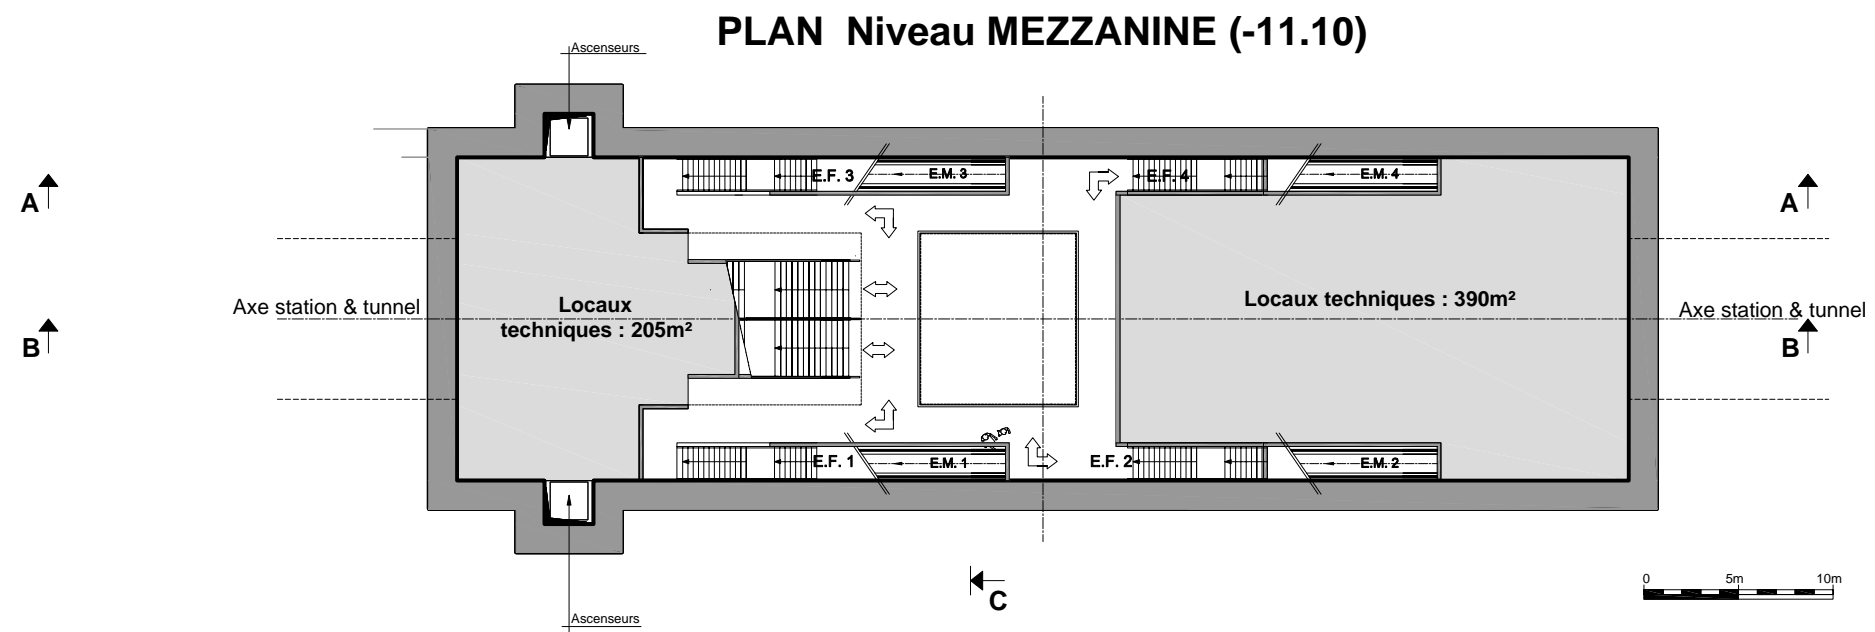 PLAN Niveau MEZZANINE (-11.10)
Ascenseurs
E.F. 3
E.M. 3
E.F. 4
E.M. 4
A
A
Axe station & tunnel
Locaux
techniques : 205m²
Locaux techniques : 390m²
Axe station & tunnel
B
B
E.F. 1
E.M. 1
E.F. 2
E.M. 2
C
0 5m 10m
Ascenseurs